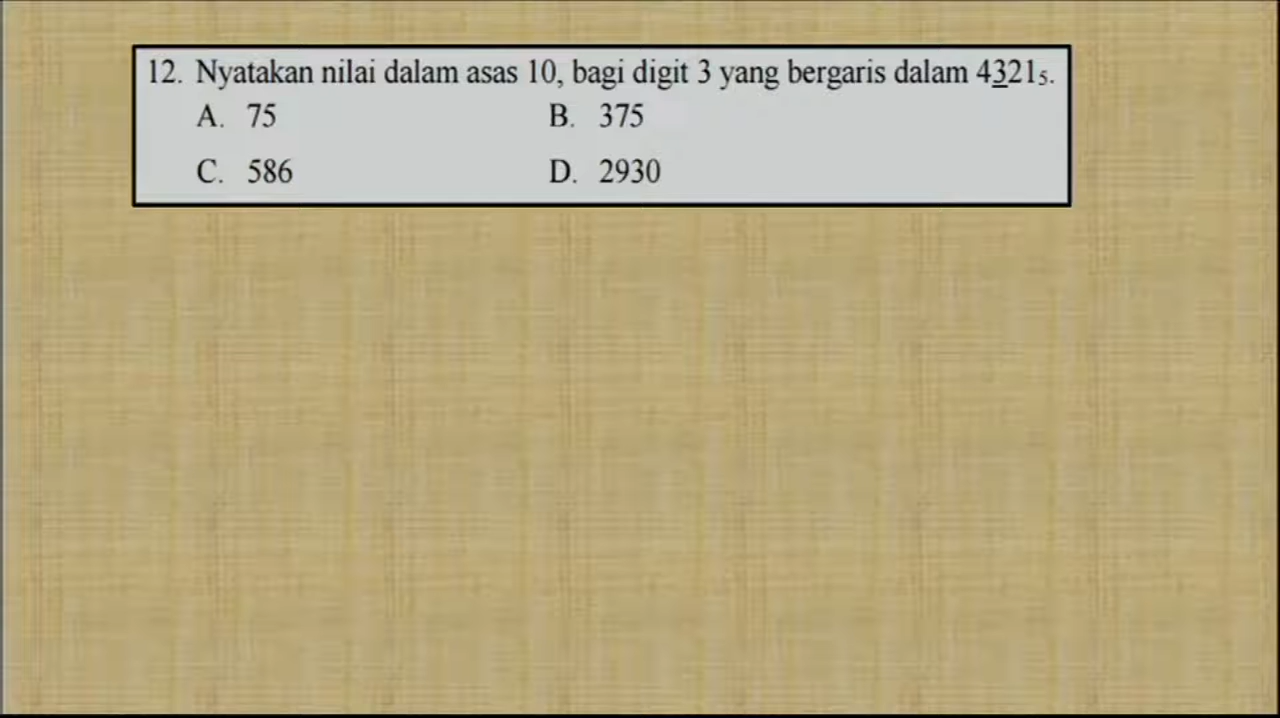 12. Nyatakan nilai dalam asas 10, bagi digit 3 yang bergaris dalam 4321₅.
A. 75 B. 375
C. 586 D. 2930